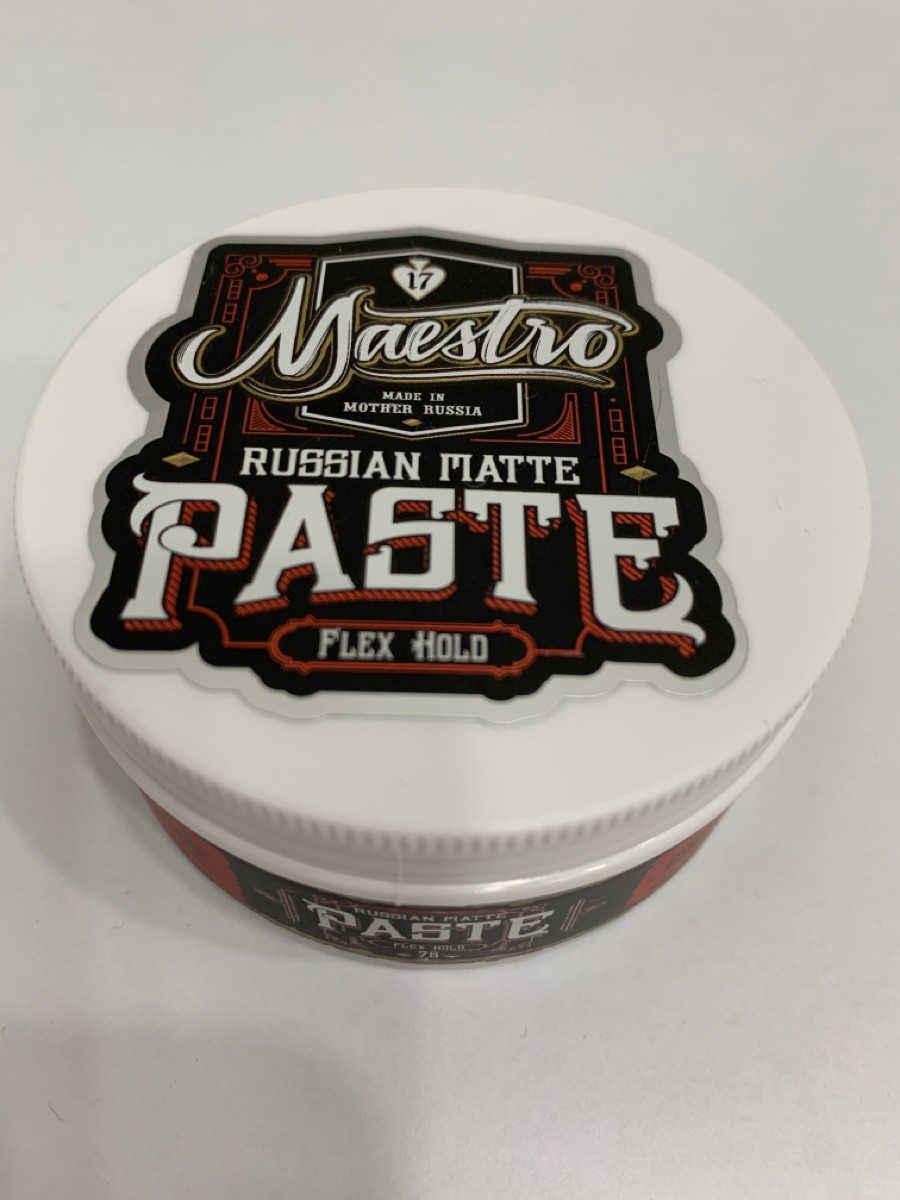 17
Maestro
MADE IN
MOTHER RUSSIA
RUSSIAN MATTE
PASTE
FLEX HOLD
RUSSIAN MATTE
PASTE
FLEX HOLD